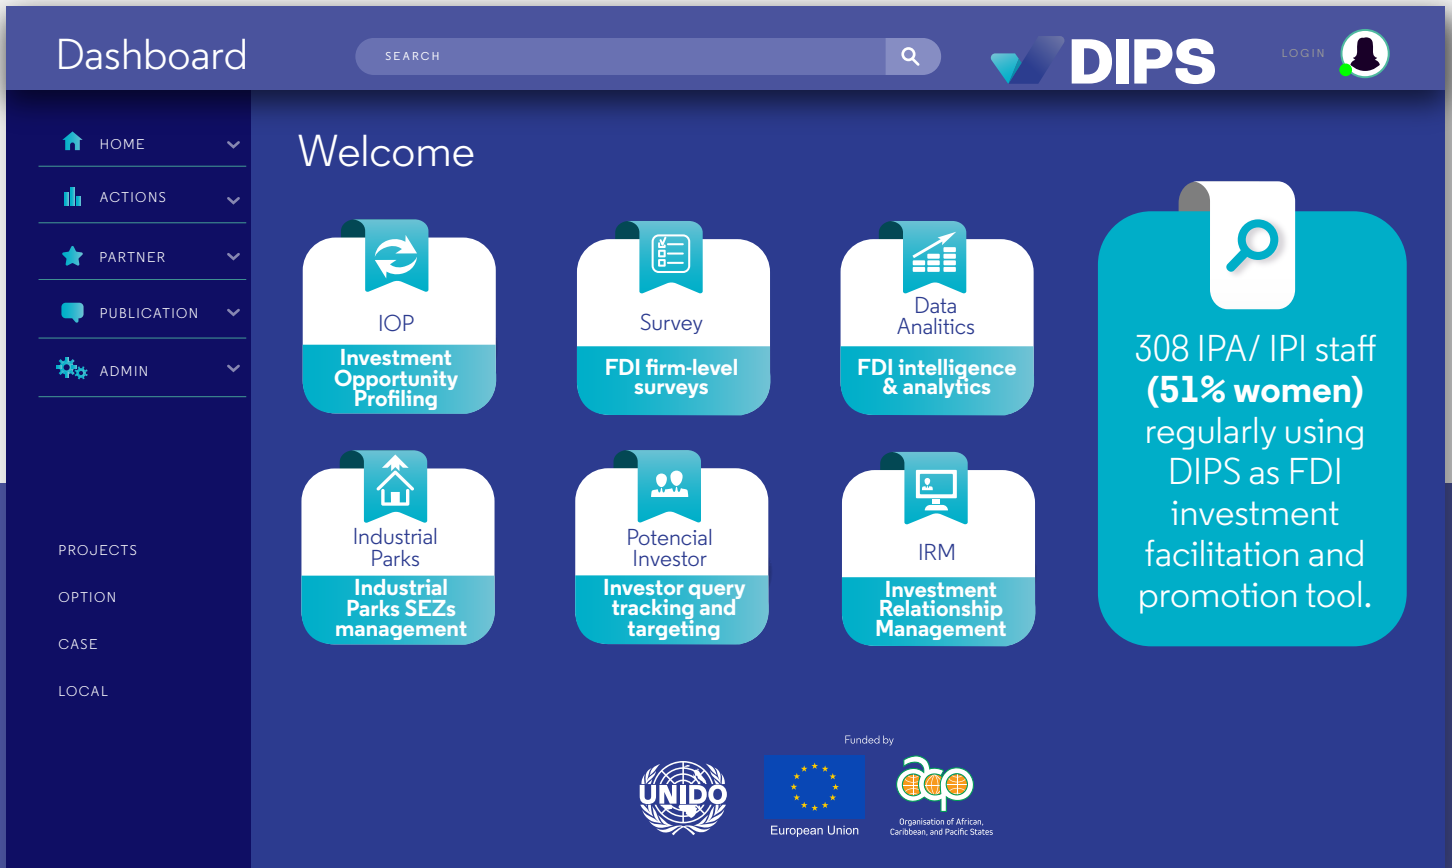 Dashboard
SEARCH
DIPS
LOGIN
HOME
ACTIONS
PARTNER
PUBLICATION
ADMIN
PROJECTS
OPTION
CASE
LOCAL
Welcome
IOP
Investment
Opportunity
Profiling
Survey
FDI firm-level
surveys
Data
Analitics
FDI intelligence
& analytics
Industrial
Parks
Industrial
Parks SEZs
management
Potencial
Investor
Investor query
tracking and
targeting
IRM
Investment
Relationship
Management
308 IPA/ IPI staff
(51% women)
regularly using
DIPS as FDI
investment
facilitation and
promotion tool.
Funded by
UNIDO
European Union
acp
Organisation of African,
Caribbean, and Pacific States